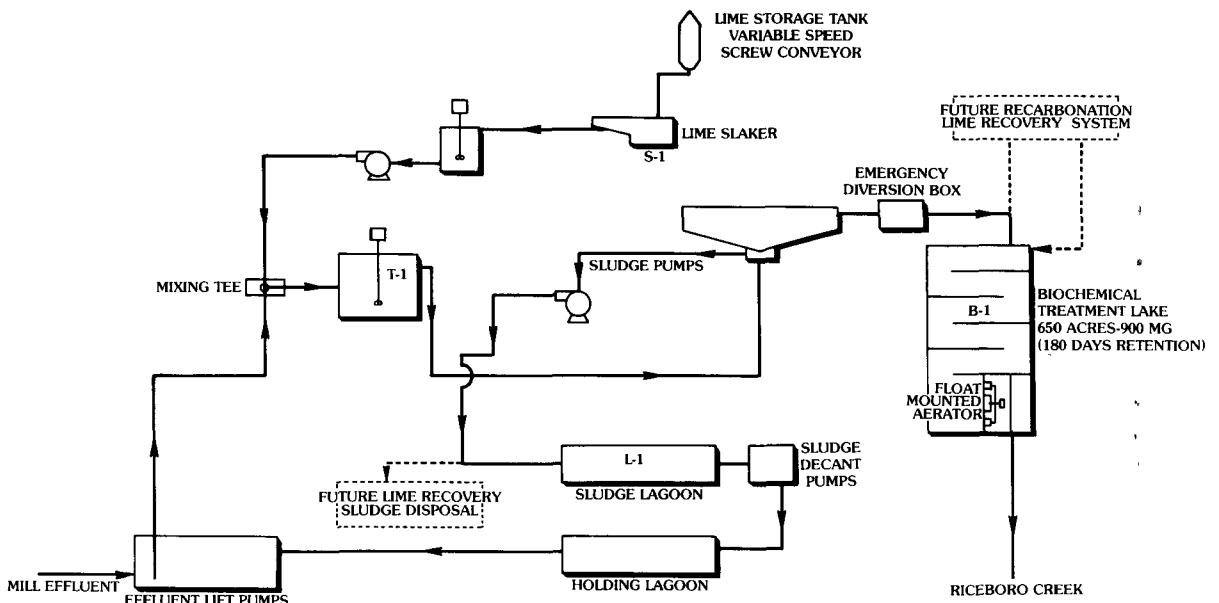 LIME STORAGE TANK
VARIABLE SPEED
SCREW CONVEYOR
LIME SLAKER
S-1
FUTURE RECARBONATION
LIME RECOVERY SYSTEM
EMERGENCY
DIVERSION BOX
T-1
MIXING TEE
SLUDGE PUMPS
B-1
BIOCHEMICAL
TREATMENT LAKE
650 ACRES-900 MG
(180 DAYS RETENTION)
FLOAT
MOUNTED
AERATOR
L-1
SLUDGE LAGOON
SLUDGE
DECANT
PUMPS
FUTURE LIME RECOVERY
SLUDGE DISPOSAL
HOLDING LAGOON
MILL EFFLUENT
EFFLUENT LIFT PUMPS
RICEBORO CREEK